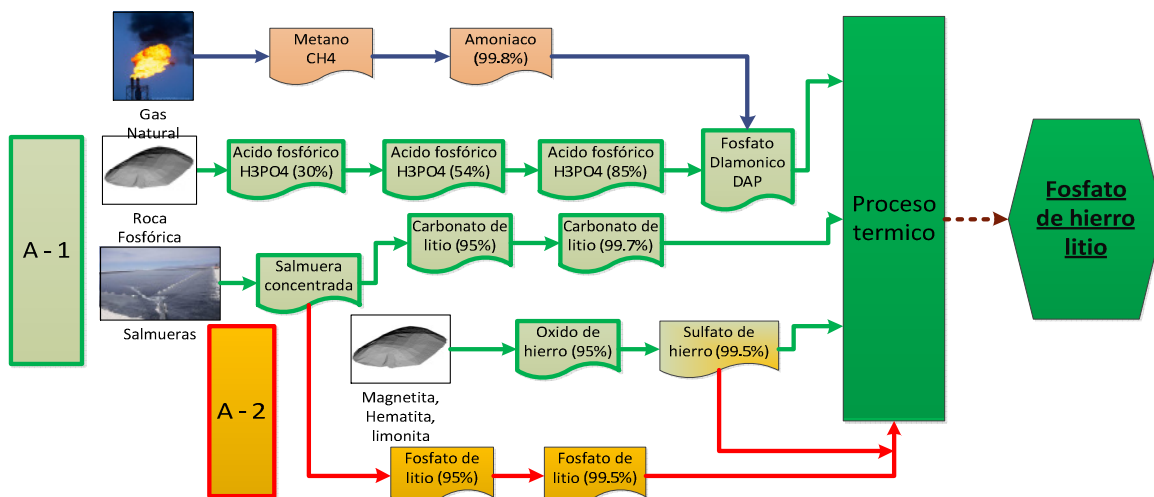 Metano
CH4
Amoniaco
(99.8%)
Gas
Natural
A - 1
Acido fosfórico
H3PO4 (30%)
Acido fosfórico
H3PO4 (54%)
Acido fosfórico
H3PO4 (85%)
Fosfato
DIamonico
DAP
Roca
Fosfórica
Carbonato de
litio (95%)
Carbonato de
litio (99.7%)
Proceso
termico
Fosfato
de hierro
litio
Salmuera
concentrada
Salmueras
A - 2
Oxido de
hierro (95%)
Sulfato de
hierro (99.5%)
Magnetita,
Hematita,
limonita
Fosfato de
litio (95%)
Fosfato de
litio (99.5%)